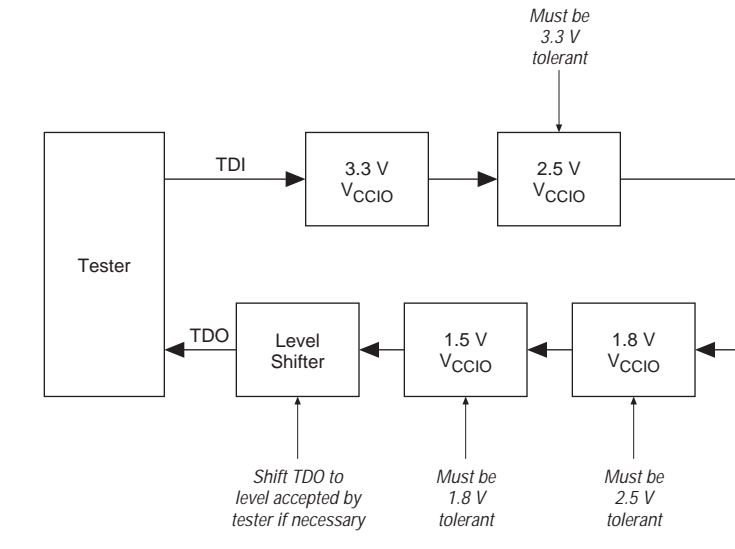 Must be
3.3 V
tolerant
TDI
3.3 V
VCCIO
2.5 V
VCCIO
Tester
TDO
Level
Shifter
1.5 V
VCCIO
1.8 V
VCCIO
Shift TDO to
level accepted by
tester if necessary
Must be
1.8 V
tolerant
Must be
2.5 V
tolerant